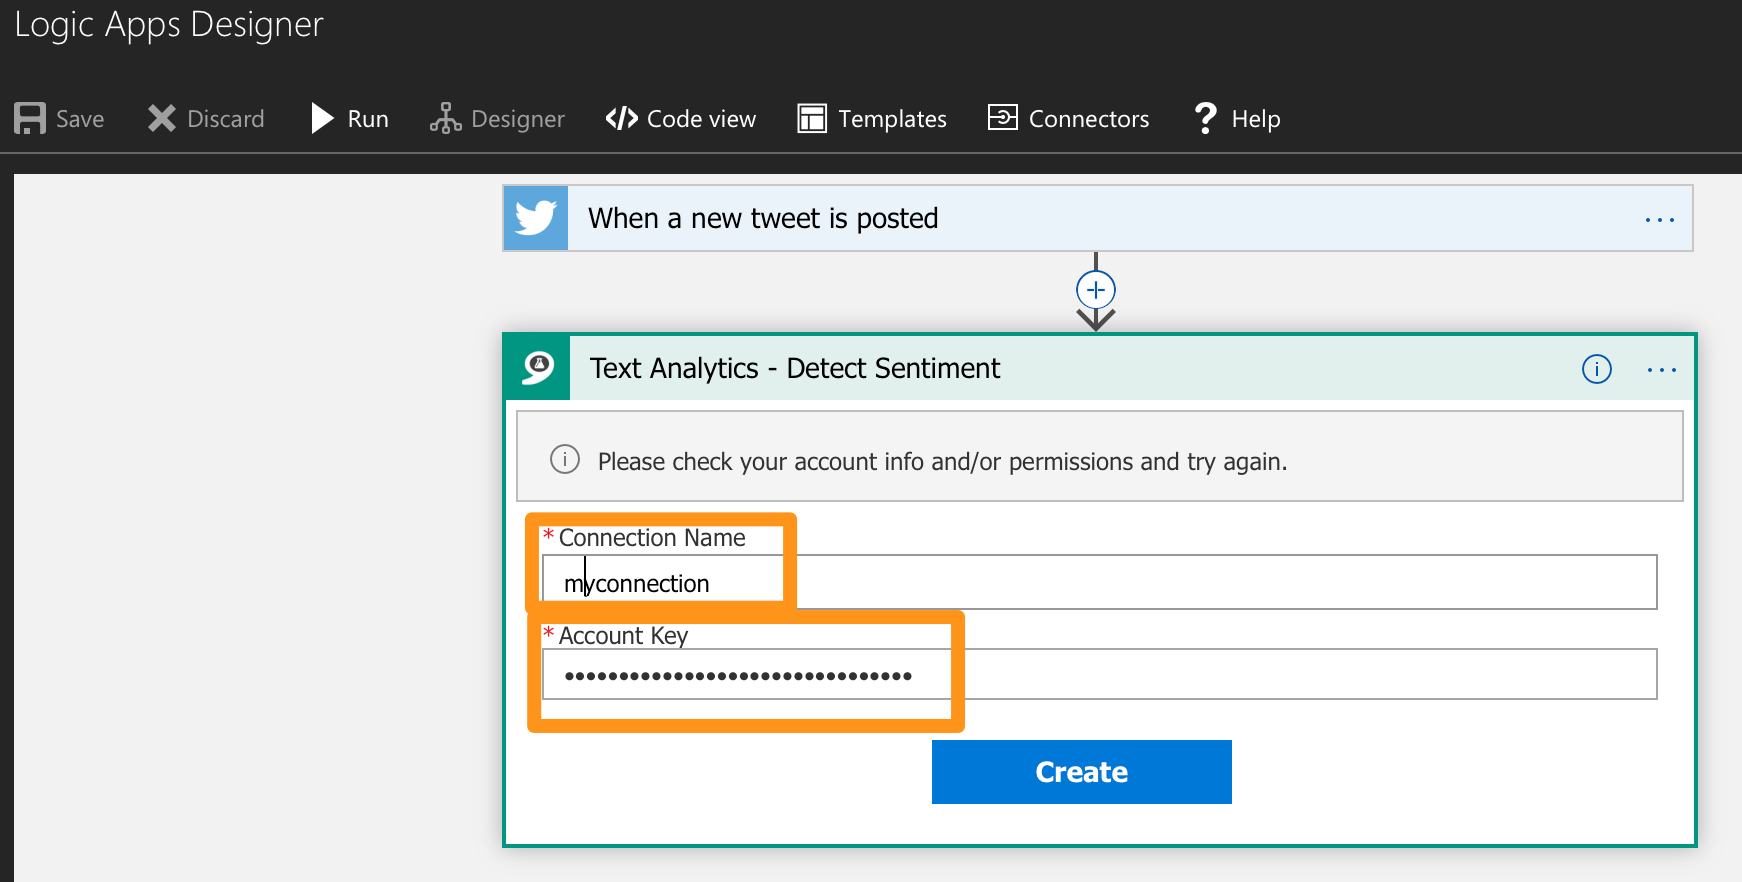 Logic Apps Designer
Save Discard Run Designer Code view Templates Connectors Help
When a new tweet is posted
Text Analytics - Detect Sentiment
Please check your account info and/or permissions and try again.
* Connection Name
myconnection
* Account Key
••••••••••••••••••••••••••••••••
Create